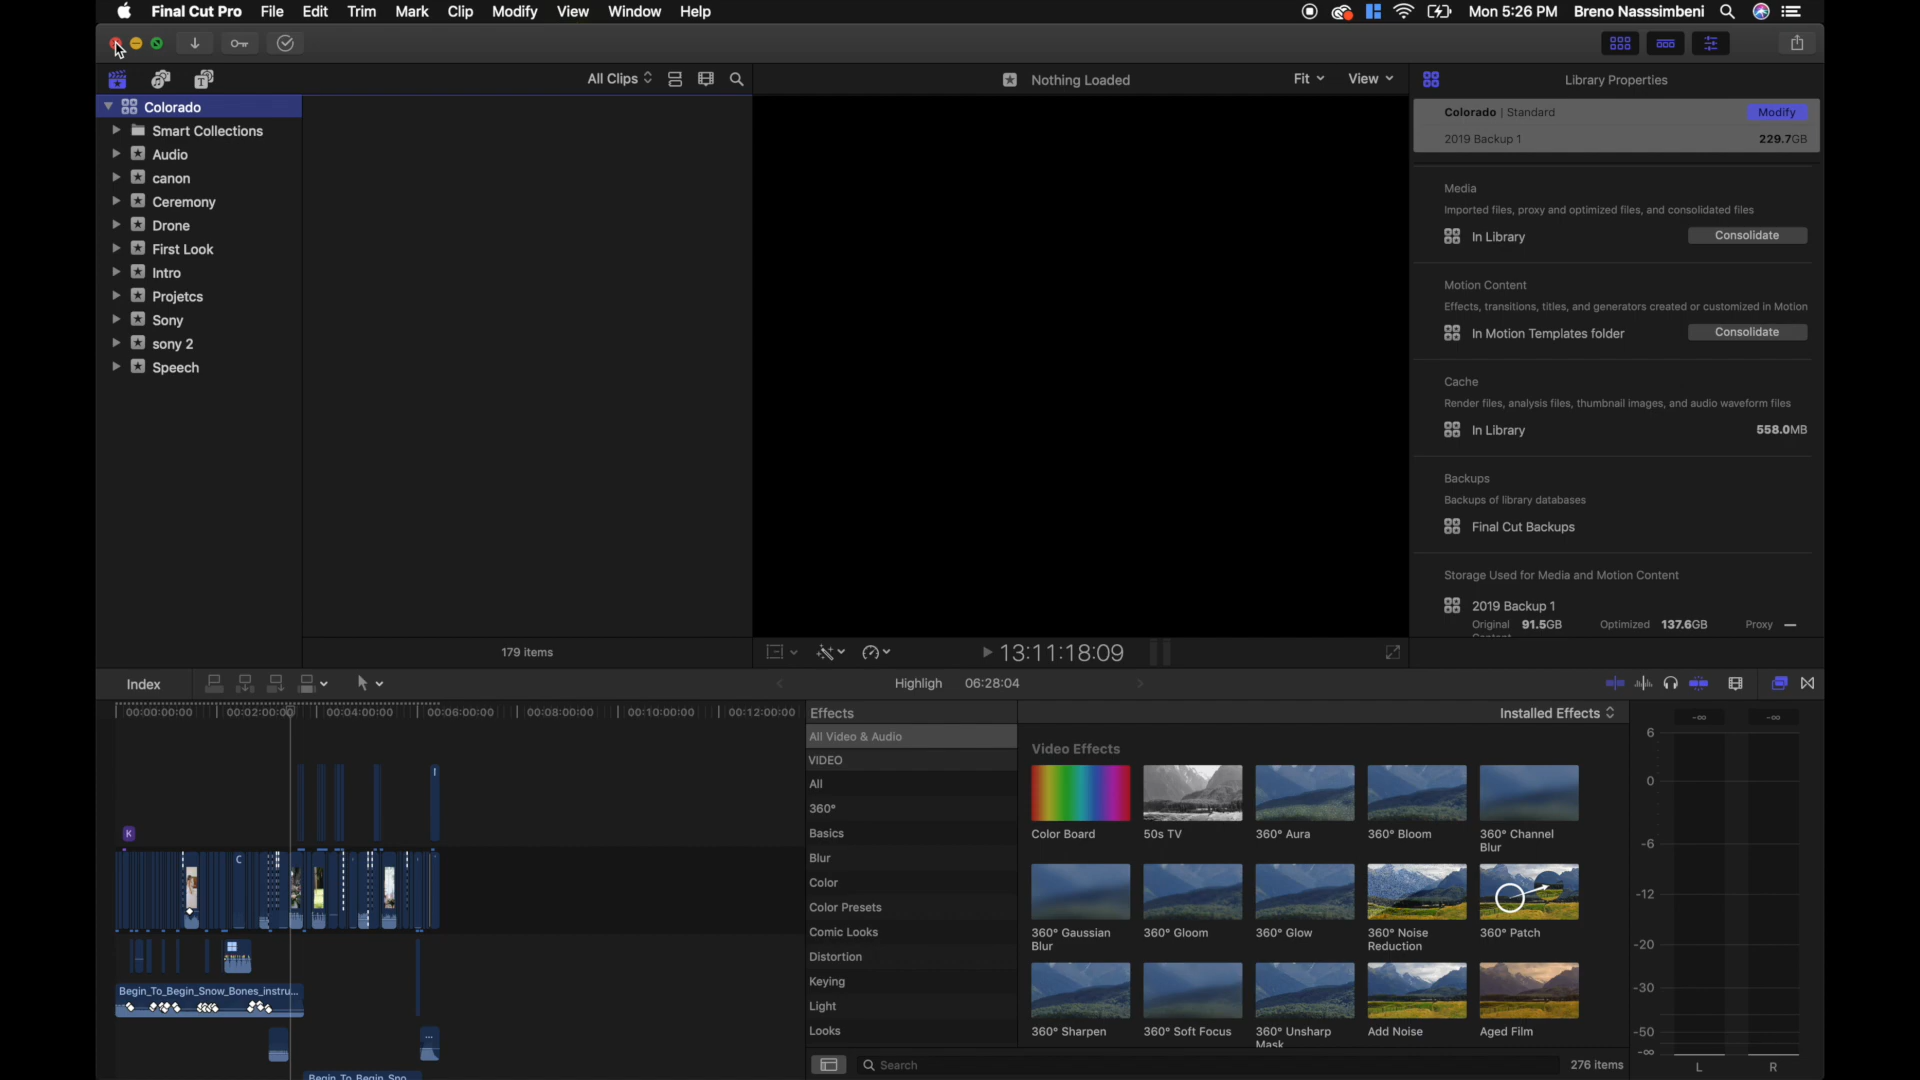 Final Cut Pro File Edit Trim Mark Clip Modify View Window Help
Mon 5:26 PM Breno Nasssimbeni
All Clips
Nothing Loaded
Fit View
Library Properties
Colorado
Smart Collections
Audio
canon
Ceremony
Drone
First Look
Intro
Projetcs
Sony
sony 2
Speech
Colorado | Standard Modify
2019 Backup 1 229.7GB
Media
Imported files, proxy and optimized files, and consolidated files
In Library Consolidate
Motion Content
Effects, transitions, titles, and generators created or customized in Motion
In Motion Templates folder Consolidate
Cache
Render files, analysis files, thumbnail images, and audio waveform files
In Library 558.0MB
Backups
Backups of library databases
Final Cut Backups
Storage Used for Media and Motion Content
2019 Backup 1
Original 91.5GB Optimized 137.6GB Proxy —
Content
179 items
13:11:18:09
Index
Highligh 06:28:04
00:00:00:00 00:02:00:00 00:04:00:00 00:06:00:00 00:08:00:00 00:10:00:00 00:12:00:00
K
C
Begin_To_Begin_Snow_Bones_instru...
Begin_To_Begin_Sno...
Effects
All Video & Audio
VIDEO
All
360°
Basics
Blur
Color
Color Presets
Comic Looks
Distortion
Keying
Light
Looks
Installed Effects
Video Effects
Color Board 50s TV 360° Aura 360° Bloom 360° Channel
Blur
360° Gaussian 360° Gloom 360° Glow 360° Noise 360° Patch
Blur Reduction
360° Sharpen 360° Soft Focus 360° Unsharp Add Noise Aged Film
Mask
Search
276 items
-∞ -∞
6
0
-6
-12
-20
-30
-50
-∞
L R